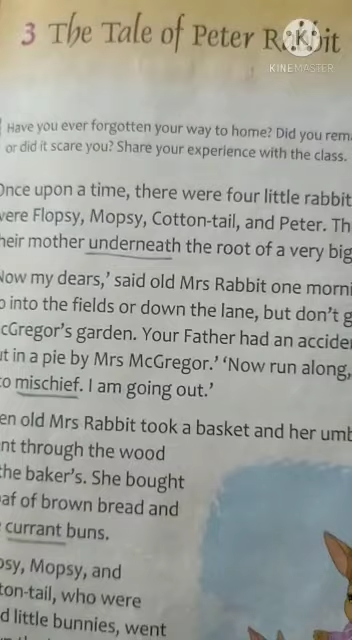 3 The Tale of Peter Rabbit
KINEMASTER
Have you ever forgotten your way to home? Did you rem
or did it scare you? Share your experience with the class.
Once upon a time, there were four little rabbit
were Flopsy, Mopsy, Cotton-tail, and Peter. Th
heir mother underneath the root of a very big
Now my dears,’ said old Mrs Rabbit one morni
o into the fields or down the lane, but don't g
cGregor's garden. Your Father had an accide
ut in a pie by Mrs McGregor.’ ‘Now run along,
to mischief. I am going out.’
en old Mrs Rabbit took a basket and her umb
nt through the wood
the baker's. She bought
af of brown bread and
currant buns.
psy, Mopsy, and
ton-tail, who were
d little bunnies, went